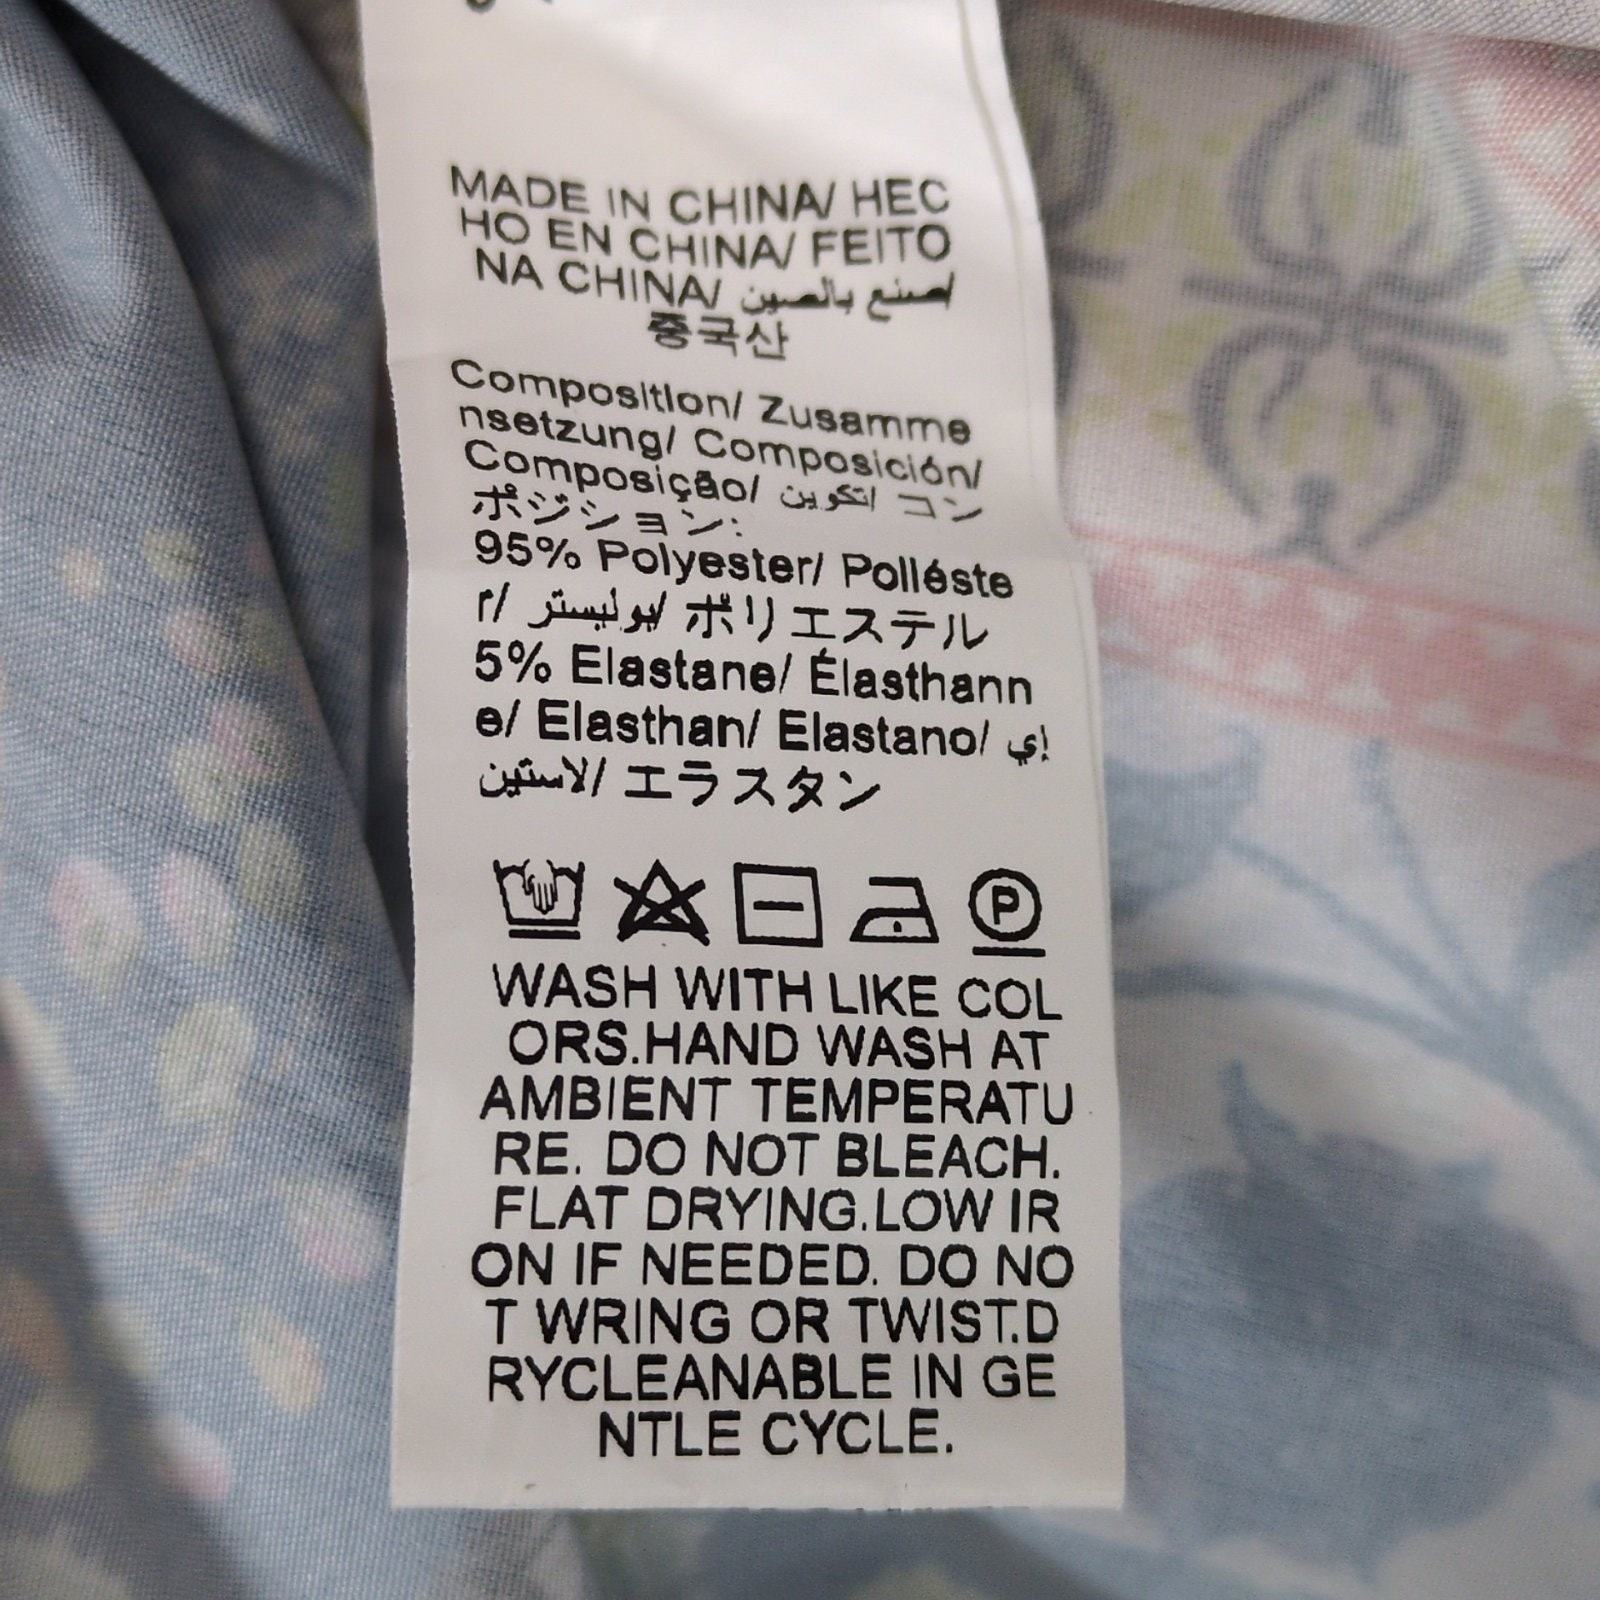 MADE IN CHINA/ HEC
HO EN CHINA/ FEITO
NA CHINA/ صنع بالصين/
중국산
Composition/ Zusamme
nsetzung/ Composición/
Composição/ تكوين/ コン
ポジション:
95% Polyester/ Polléste
r/ بوليستر/ ポリエステル
5% Elastane/ Élasthann
e/ Elasthan/ Elastano/ إي
لاستين/ エラスタン
P
WASH WITH LIKE COL
ORS.HAND WASH AT
AMBIENT TEMPERATU
RE. DO NOT BLEACH.
FLAT DRYING.LOW IR
ON IF NEEDED. DO NO
T WRING OR TWIST.D
RYCLEANABLE IN GE
NTLE CYCLE.